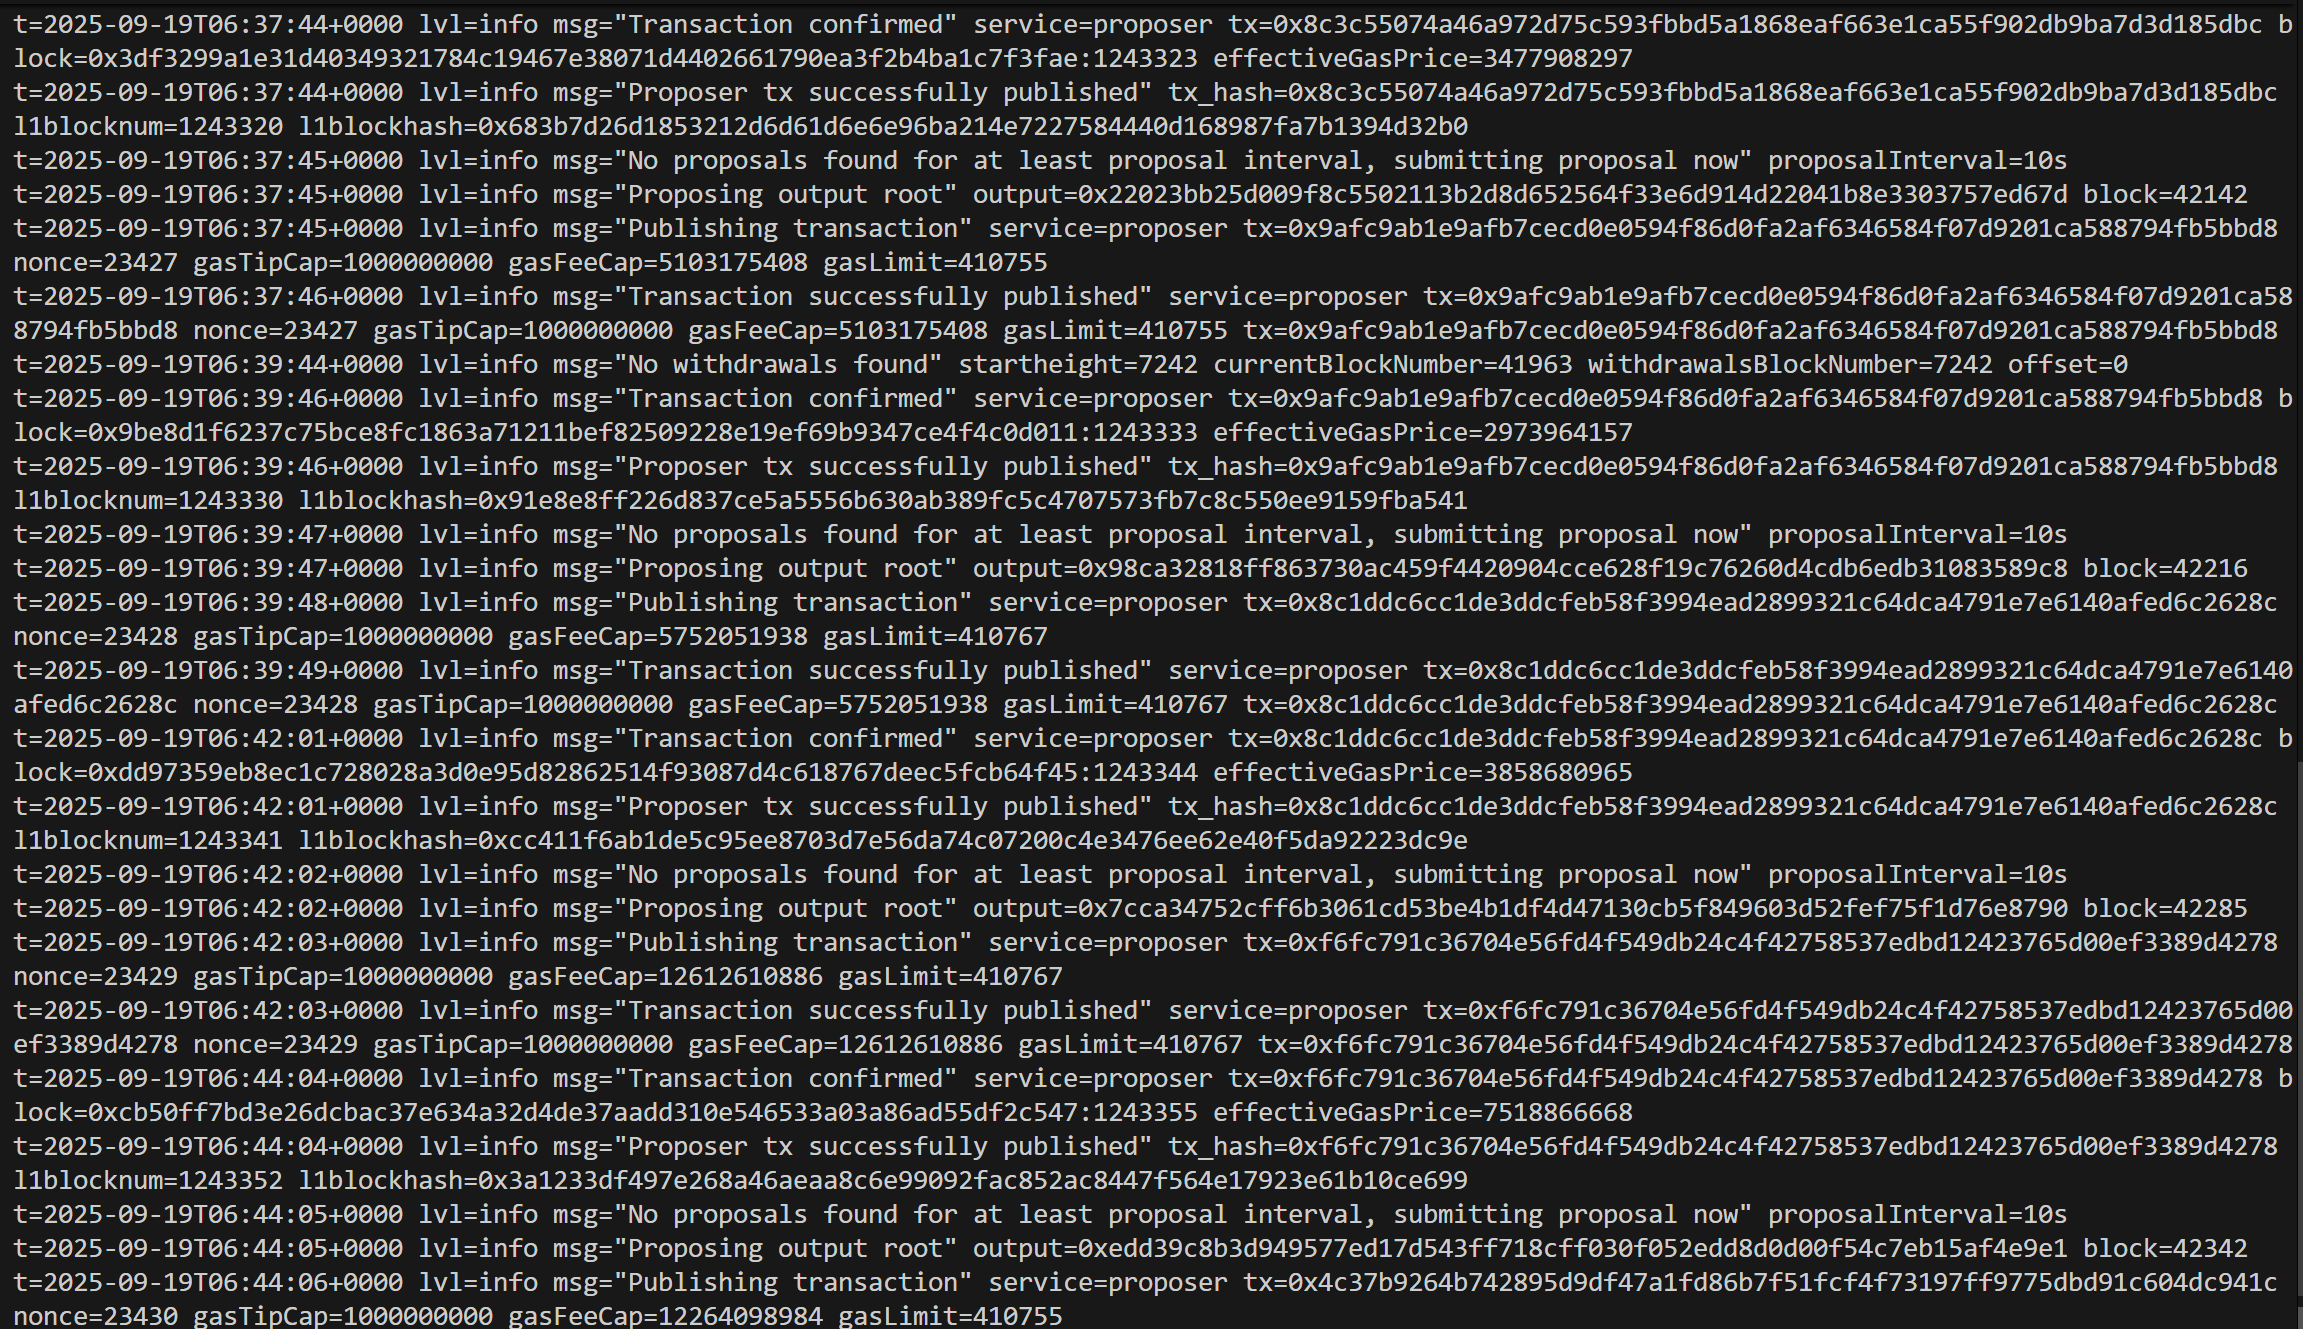 t=2025-09-19T06:37:44+0000 lvl=info msg="Transaction confirmed" service=proposer tx=0x8c3c55074a46a972d75c593fbbd5a1868eaf663e1ca55f902db9ba7d3d185dbc b
lock=0x3df3299a1e31d40349321784c19467e38071d4402661790ea3f2b4ba1c7f3fae:1243323 effectiveGasPrice=3477908297
t=2025-09-19T06:37:44+0000 lvl=info msg="Proposer tx successfully published" tx_hash=0x8c3c55074a46a972d75c593fbbd5a1868eaf663e1ca55f902db9ba7d3d185dbc
l1blocknum=1243320 l1blockhash=0x683b7d26d1853212d6d61d6e6e96ba214e7227584440d168987fa7b1394d32b0
t=2025-09-19T06:37:45+0000 lvl=info msg="No proposals found for at least proposal interval, submitting proposal now" proposalInterval=10s
t=2025-09-19T06:37:45+0000 lvl=info msg="Proposing output root" output=0x22023bb25d009f8c5502113b2d8d652564f33e6d914d22041b8e3303757ed67d block=42142
t=2025-09-19T06:37:45+0000 lvl=info msg="Publishing transaction" service=proposer tx=0x9afc9ab1e9afb7cecd0e0594f86d0fa2af6346584f07d9201ca588794fb5bbd8
nonce=23427 gasTipCap=1000000000 gasFeeCap=5103175408 gasLimit=410755
t=2025-09-19T06:37:46+0000 lvl=info msg="Transaction successfully published" service=proposer tx=0x9afc9ab1e9afb7cecd0e0594f86d0fa2af6346584f07d9201ca58
8794fb5bbd8 nonce=23427 gasTipCap=1000000000 gasFeeCap=5103175408 gasLimit=410755 tx=0x9afc9ab1e9afb7cecd0e0594f86d0fa2af6346584f07d9201ca588794fb5bbd8
t=2025-09-19T06:39:44+0000 lvl=info msg="No withdrawals found" startheight=7242 currentBlockNumber=41963 withdrawalsBlockNumber=7242 offset=0
t=2025-09-19T06:39:46+0000 lvl=info msg="Transaction confirmed" service=proposer tx=0x9afc9ab1e9afb7cecd0e0594f86d0fa2af6346584f07d9201ca588794fb5bbd8 b
lock=0x9be8d1f6237c75bce8fc1863a71211bef82509228e19ef69b9347ce4f4c0d011:1243333 effectiveGasPrice=2973964157
t=2025-09-19T06:39:46+0000 lvl=info msg="Proposer tx successfully published" tx_hash=0x9afc9ab1e9afb7cecd0e0594f86d0fa2af6346584f07d9201ca588794fb5bbd8
l1blocknum=1243330 l1blockhash=0x91e8e8ff226d837ce5a5556b630ab389fc5c4707573fb7c8c550ee9159fba541
t=2025-09-19T06:39:47+0000 lvl=info msg="No proposals found for at least proposal interval, submitting proposal now" proposalInterval=10s
t=2025-09-19T06:39:47+0000 lvl=info msg="Proposing output root" output=0x98ca32818ff863730ac459f4420904cce628f19c76260d4cdb6edb31083589c8 block=42216
t=2025-09-19T06:39:48+0000 lvl=info msg="Publishing transaction" service=proposer tx=0x8c1ddc6cc1de3ddcfeb58f3994ead2899321c64dca4791e7e6140afed6c2628c
nonce=23428 gasTipCap=1000000000 gasFeeCap=5752051938 gasLimit=410767
t=2025-09-19T06:39:49+0000 lvl=info msg="Transaction successfully published" service=proposer tx=0x8c1ddc6cc1de3ddcfeb58f3994ead2899321c64dca4791e7e6140
afed6c2628c nonce=23428 gasTipCap=1000000000 gasFeeCap=5752051938 gasLimit=410767 tx=0x8c1ddc6cc1de3ddcfeb58f3994ead2899321c64dca4791e7e6140afed6c2628c
t=2025-09-19T06:42:01+0000 lvl=info msg="Transaction confirmed" service=proposer tx=0x8c1ddc6cc1de3ddcfeb58f3994ead2899321c64dca4791e7e6140afed6c2628c b
lock=0xdd97359eb8ec1c728028a3d0e95d82862514f93087d4c618767deec5fcb64f45:1243344 effectiveGasPrice=3858680965
t=2025-09-19T06:42:01+0000 lvl=info msg="Proposer tx successfully published" tx_hash=0x8c1ddc6cc1de3ddcfeb58f3994ead2899321c64dca4791e7e6140afed6c2628c
l1blocknum=1243341 l1blockhash=0xcc411f6ab1de5c95ee8703d7e56da74c07200c4e3476ee62e40f5da92223dc9e
t=2025-09-19T06:42:02+0000 lvl=info msg="No proposals found for at least proposal interval, submitting proposal now" proposalInterval=10s
t=2025-09-19T06:42:02+0000 lvl=info msg="Proposing output root" output=0x7cca34752cff6b3061cd53be4b1df4d47130cb5f849603d52fef75f1d76e8790 block=42285
t=2025-09-19T06:42:03+0000 lvl=info msg="Publishing transaction" service=proposer tx=0xf6fc791c36704e56fd4f549db24c4f42758537edbd12423765d00ef3389d4278
nonce=23429 gasTipCap=1000000000 gasFeeCap=12612610886 gasLimit=410767
t=2025-09-19T06:42:03+0000 lvl=info msg="Transaction successfully published" service=proposer tx=0xf6fc791c36704e56fd4f549db24c4f42758537edbd12423765d00
ef3389d4278 nonce=23429 gasTipCap=1000000000 gasFeeCap=12612610886 gasLimit=410767 tx=0xf6fc791c36704e56fd4f549db24c4f42758537edbd12423765d00ef3389d4278
t=2025-09-19T06:44:04+0000 lvl=info msg="Transaction confirmed" service=proposer tx=0xf6fc791c36704e56fd4f549db24c4f42758537edbd12423765d00ef3389d4278 b
lock=0xcb50ff7bd3e26dcbac37e634a32d4de37aadd310e546533a03a86ad55df2c547:1243355 effectiveGasPrice=7518866668
t=2025-09-19T06:44:04+0000 lvl=info msg="Proposer tx successfully published" tx_hash=0xf6fc791c36704e56fd4f549db24c4f42758537edbd12423765d00ef3389d4278
l1blocknum=1243352 l1blockhash=0x3a1233df497e268a46aeaa8c6e99092fac852ac8447f564e17923e61b10ce699
t=2025-09-19T06:44:05+0000 lvl=info msg="No proposals found for at least proposal interval, submitting proposal now" proposalInterval=10s
t=2025-09-19T06:44:05+0000 lvl=info msg="Proposing output root" output=0xedd39c8b3d949577ed17d543ff718cff030f052edd8d0d00f54c7eb15af4e9e1 block=42342
t=2025-09-19T06:44:06+0000 lvl=info msg="Publishing transaction" service=proposer tx=0x4c37b9264b742895d9df47a1fd86b7f51fcf4f73197ff9775dbd91c604dc941c
nonce=23430 gasTipCap=1000000000 gasFeeCap=12264098984 gasLimit=410755